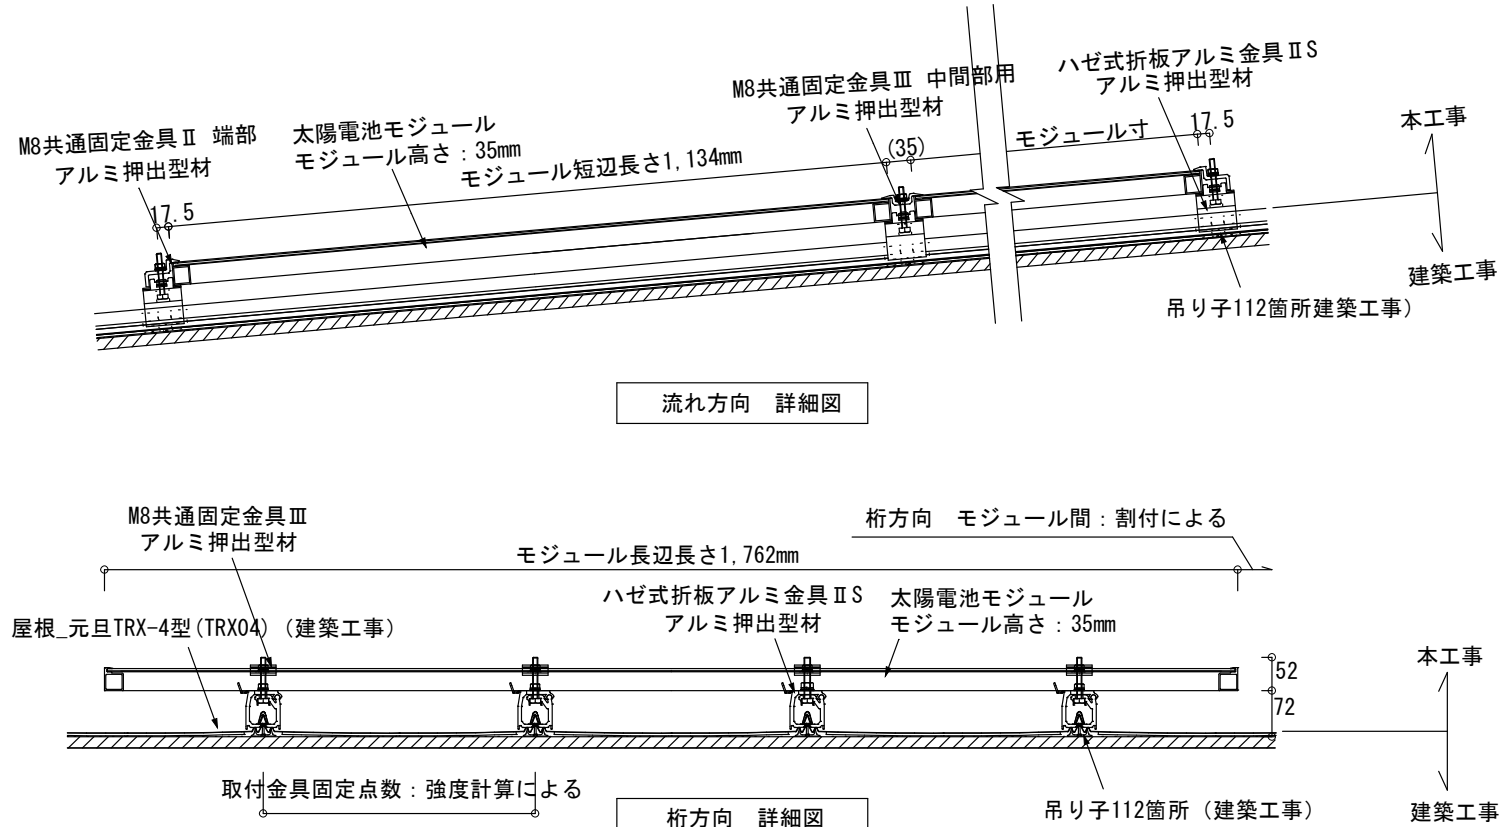 M8共通固定金具Ⅱ 端部
アルミ押出型材
太陽電池モジュール
モジュール高さ：35mm
モジュール短辺長さ1,134mm
M8共通固定金具Ⅲ 中間部用
アルミ押出型材
ハゼ式折板アルミ金具ⅡS
アルミ押出型材
17.5
(35)
モジュール寸
17.5
本工事
建築工事
吊り子112箇所建築工事）
流れ方向　詳細図
M8共通固定金具Ⅲ
アルミ押出型材
桁方向　モジュール間：割付による
モジュール長辺長さ1,762mm
ハゼ式折板アルミ金具ⅡS
アルミ押出型材
太陽電池モジュール
モジュール高さ：35mm
屋根_元旦TRX-4型(TRX04)（建築工事）
52
72
本工事
建築工事
取付金具固定点数：強度計算による
吊り子112箇所（建築工事）
桁方向　詳細図